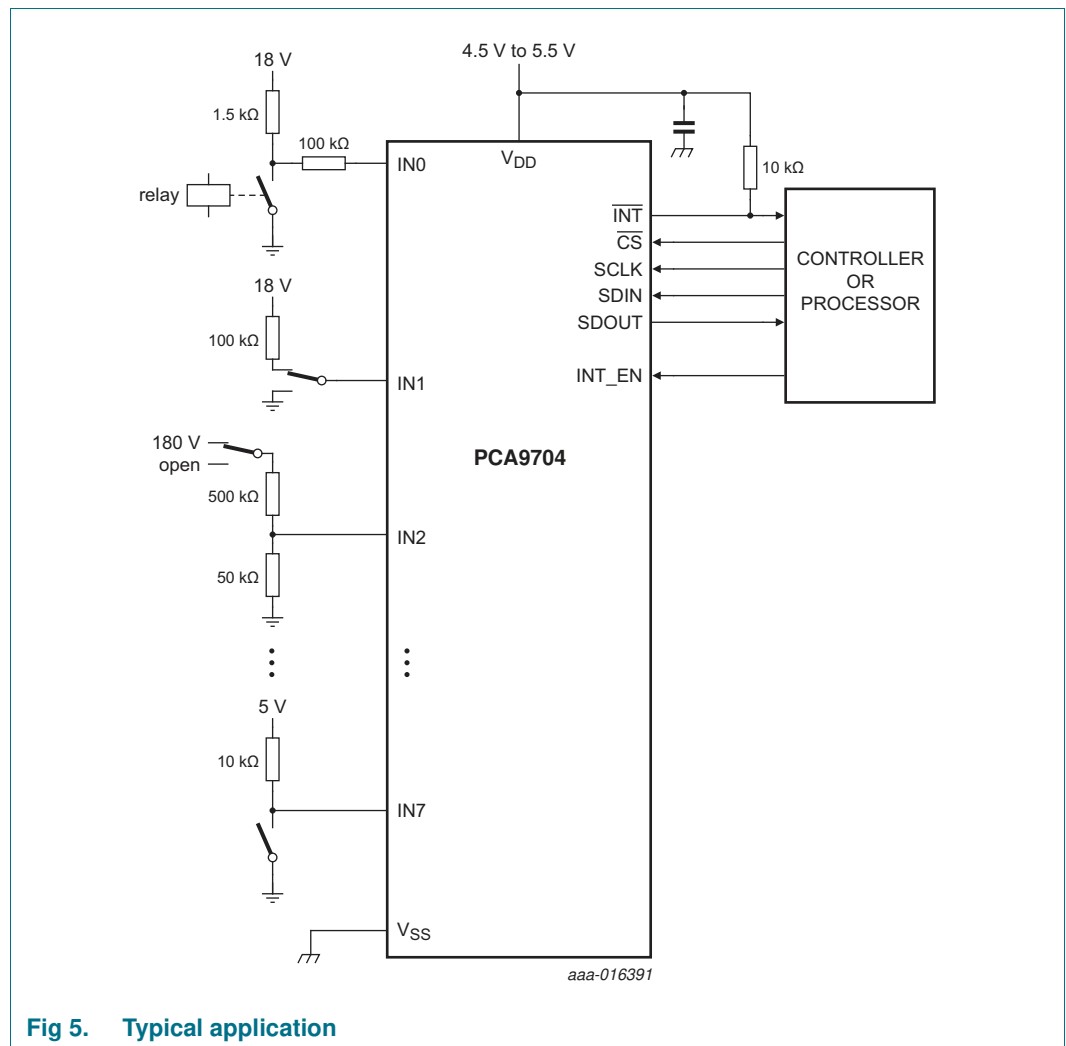 4.5 V to 5.5 V
18 V
1.5 kΩ
100 kΩ
IN0
VDD
10 kΩ
relay
INT
CS
SCLK
SDIN
SDOUT
INT_EN
CONTROLLER
OR
PROCESSOR
18 V
100 kΩ
IN1
180 V
open
PCA9704
500 kΩ
IN2
50 kΩ
5 V
10 kΩ
IN7
VSS
aaa-016391
Fig 5. Typical application